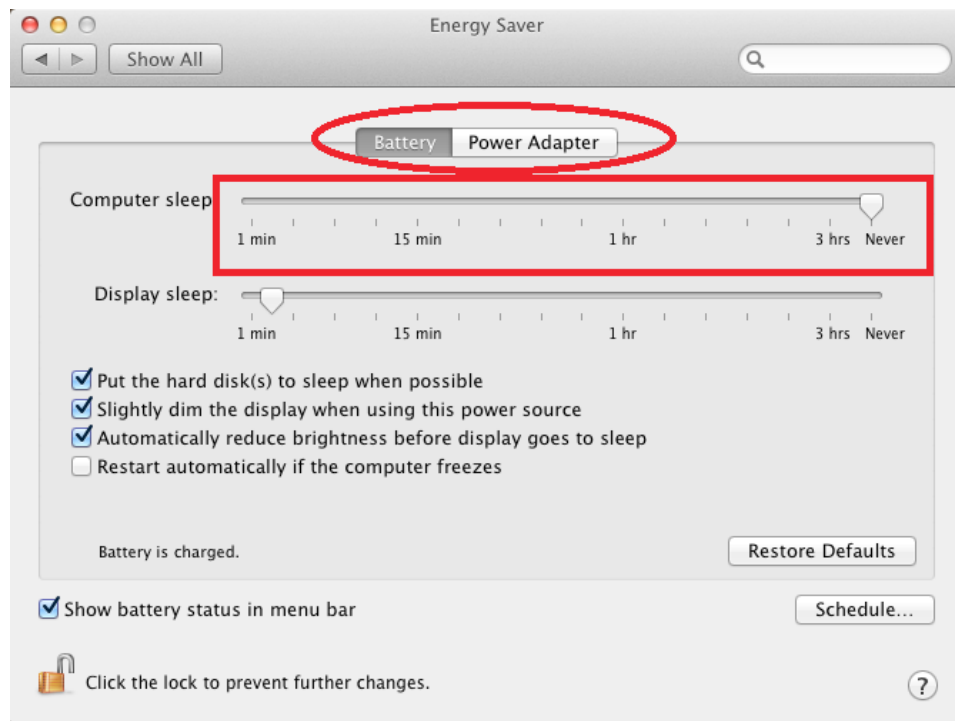 Energy Saver
Show All
Battery Power Adapter
Computer sleep
1 min 15 min 1 hr 3 hrs Never
Display sleep:
1 min 15 min 1 hr 3 hrs Never
Put the hard disk(s) to sleep when possible
Slightly dim the display when using this power source
Automatically reduce brightness before display goes to sleep
Restart automatically if the computer freezes
Battery is charged. Restore Defaults
Show battery status in menu bar Schedule...
Click the lock to prevent further changes. ?